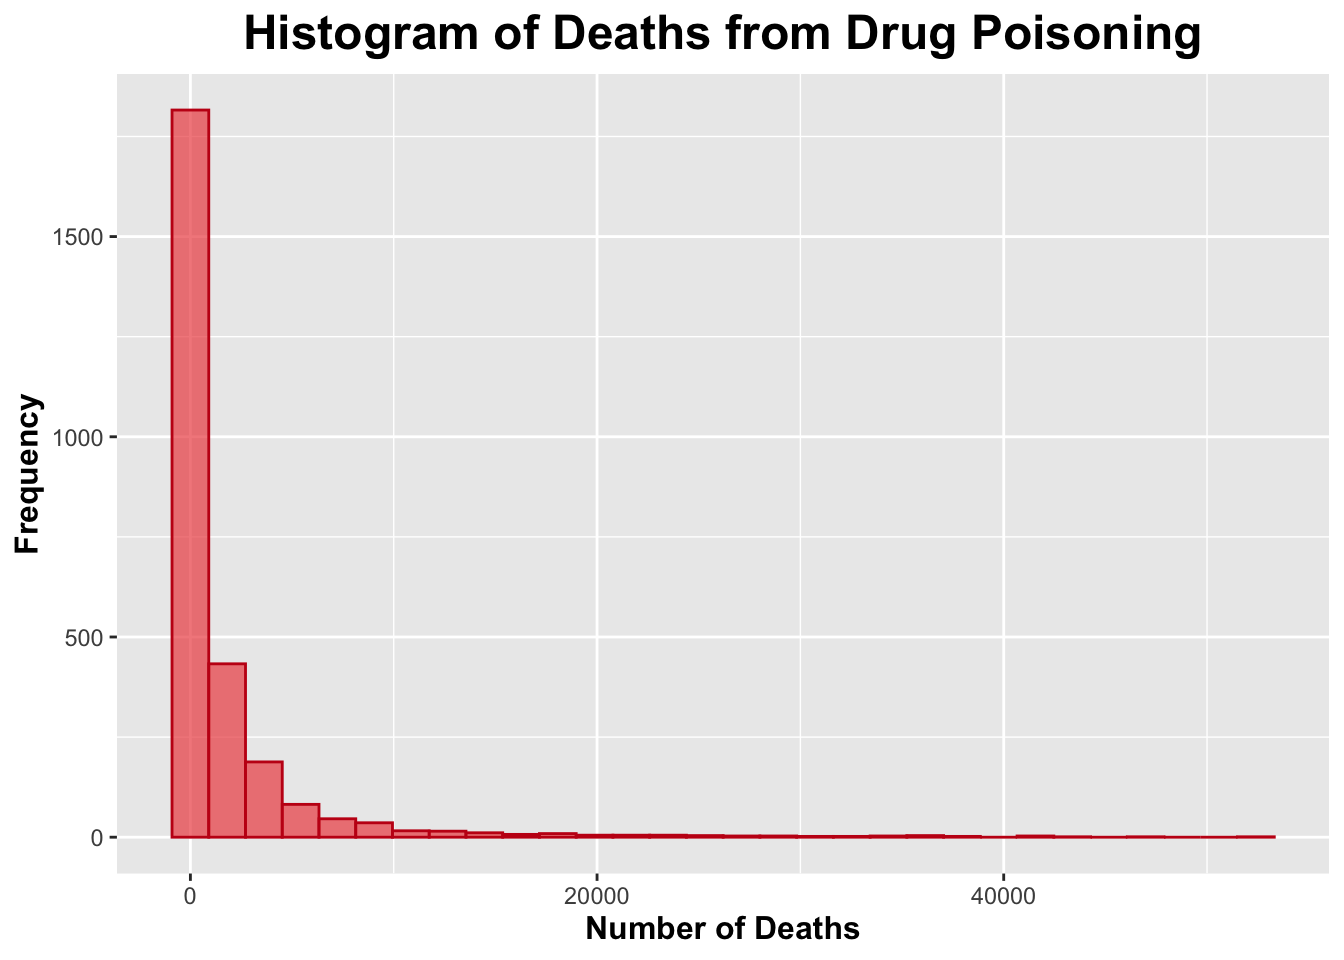 Histogram of Deaths from Drug Poisoning
Frequency
1500
1000
500
0
0 20000 40000
Number of Deaths